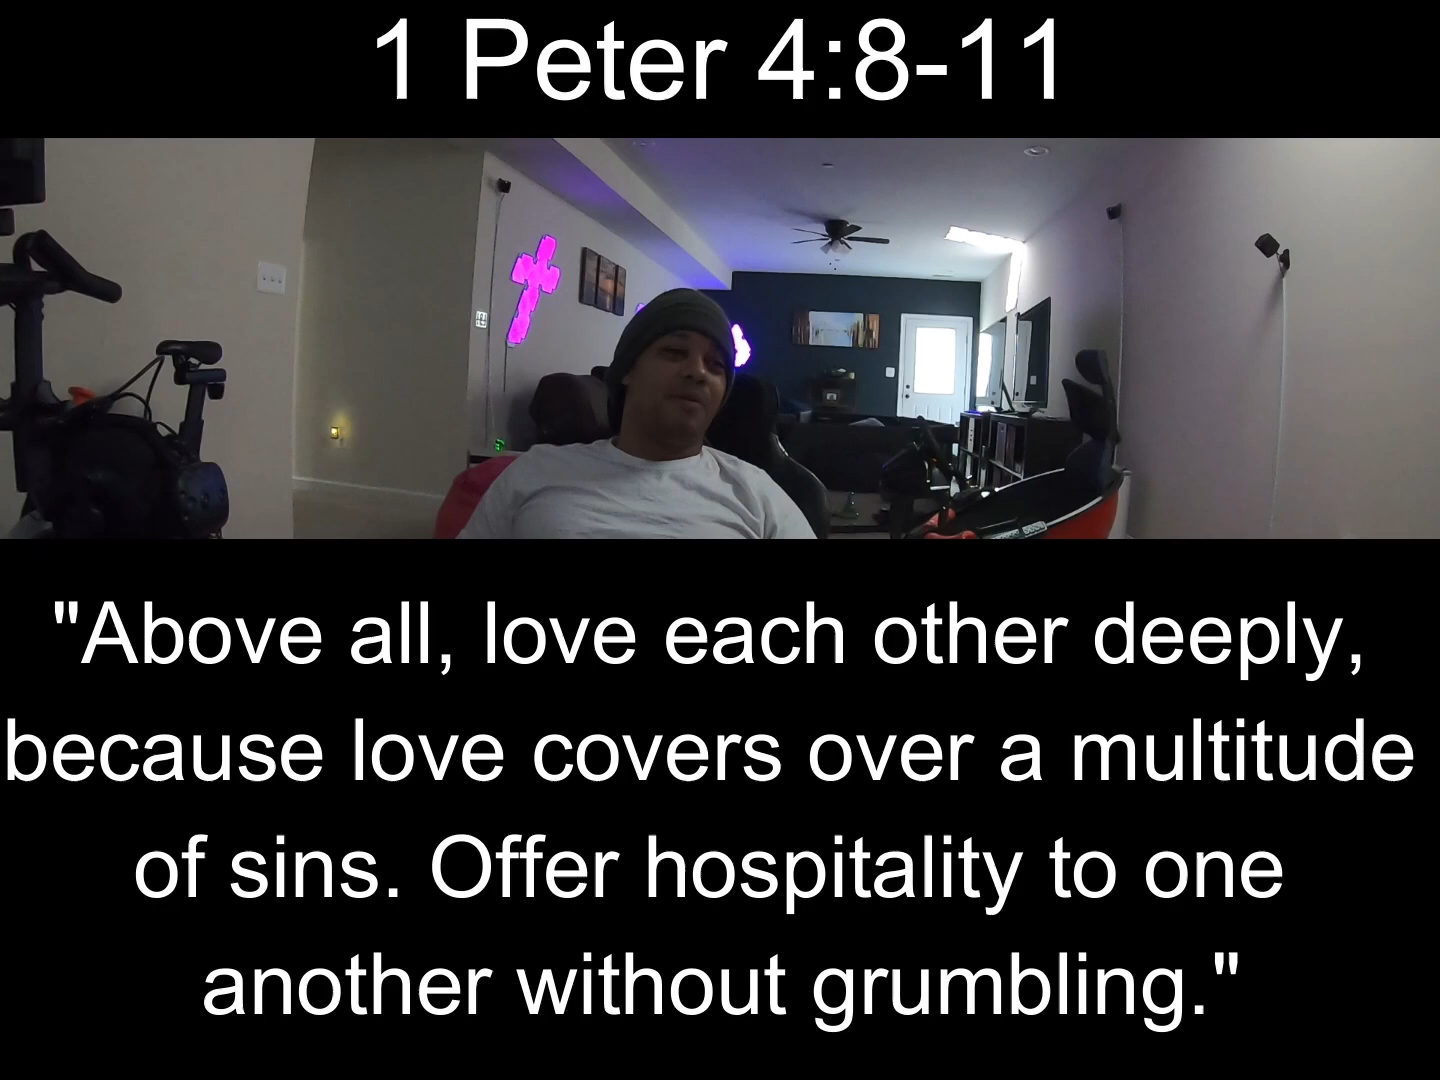 1 Peter 4:8-11
"Above all, love each other deeply,
because love covers over a multitude
of sins. Offer hospitality to one
another without grumbling."